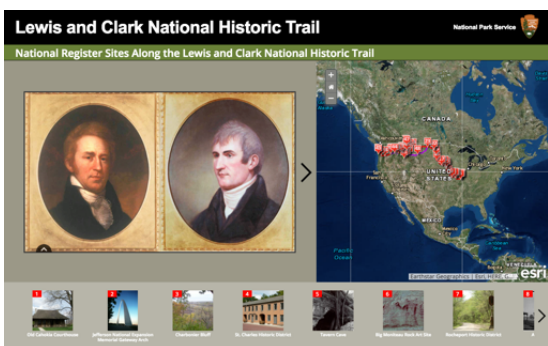 Lewis and Clark National Historic Trail
National Park Service
National Register Sites Along the Lewis and Clark National Historic Trail
CANADA
UNITED
STATES
MEXICO
Pacific
Ocean
Earthstar Geographics | Esri, HERE, G...
esri
1
2
3
4
5
6
7
8
Old Cahokia Courthouse
Jefferson National Expansion
Memorial Gateway Arch
Charbonier Bluff
St. Charles Historic District
Tavern Cave
Big Moniteau Rock Art Site
Rocheport Historic District